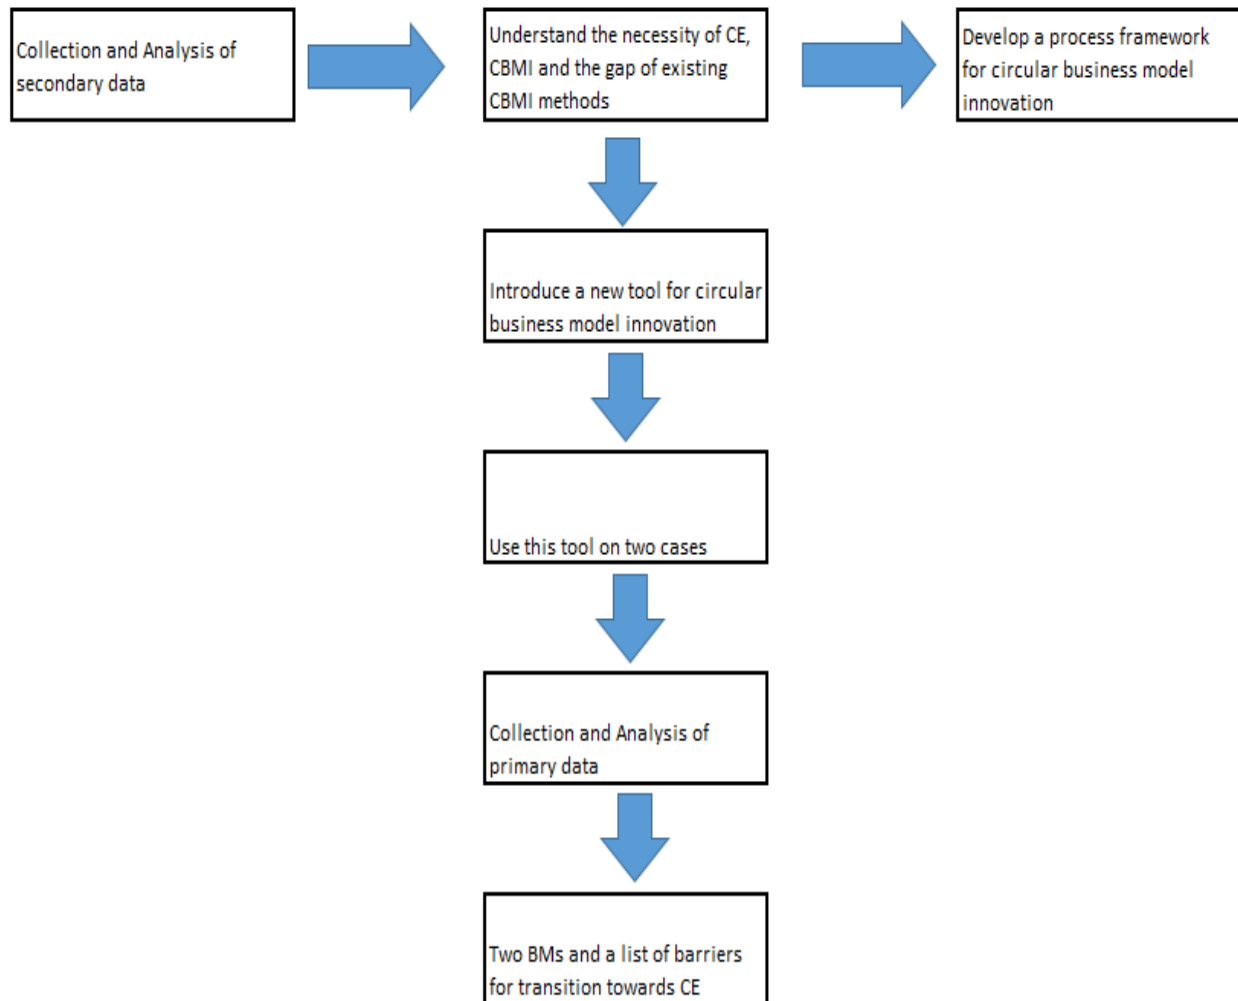 Collection and Analysis of
secondary data
Understand the necessity of CE,
CBMI and the gap of existing
CBMI methods
Develop a process framework
for circular business model
innovation
Introduce a new tool for circular
business model innovation
Use this tool on two cases
Collection and Analysis of
primary data
Two BMs and a list of barriers
for transition towards CE